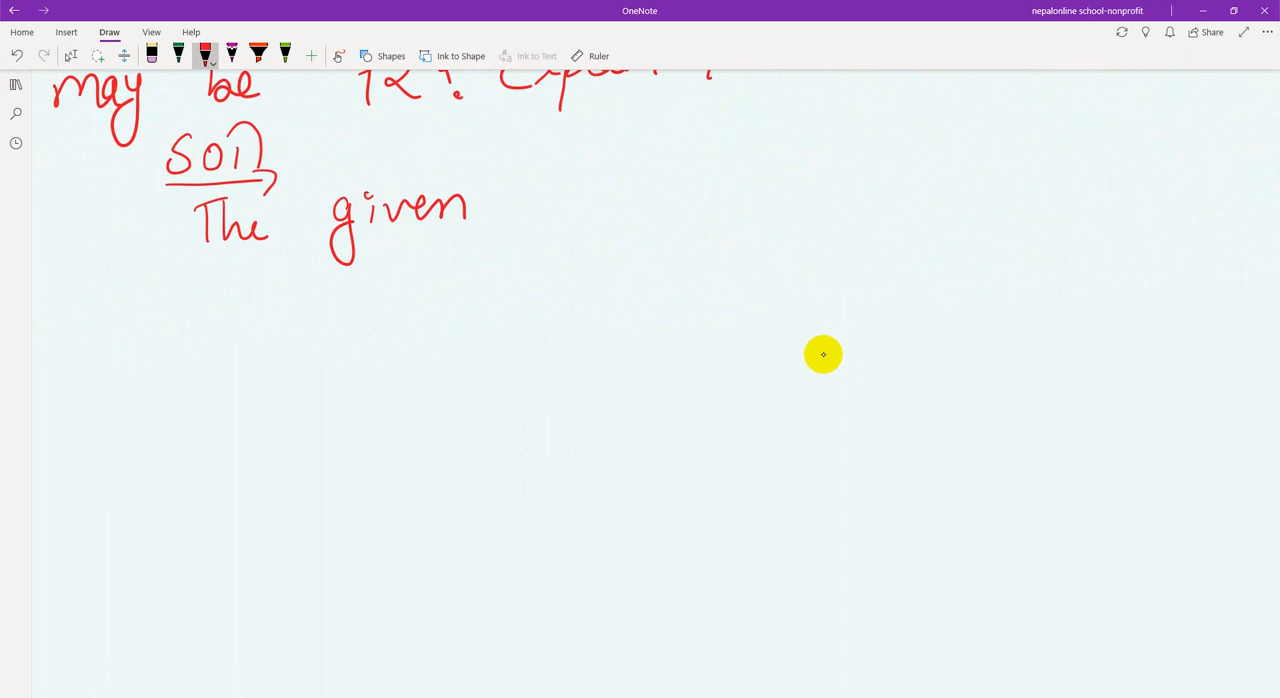 OneNote
nepalonline school-nonprofit
Home Insert Draw View Help
Share
Shapes Ink to Shape Ink to Text Ruler
may be
The given